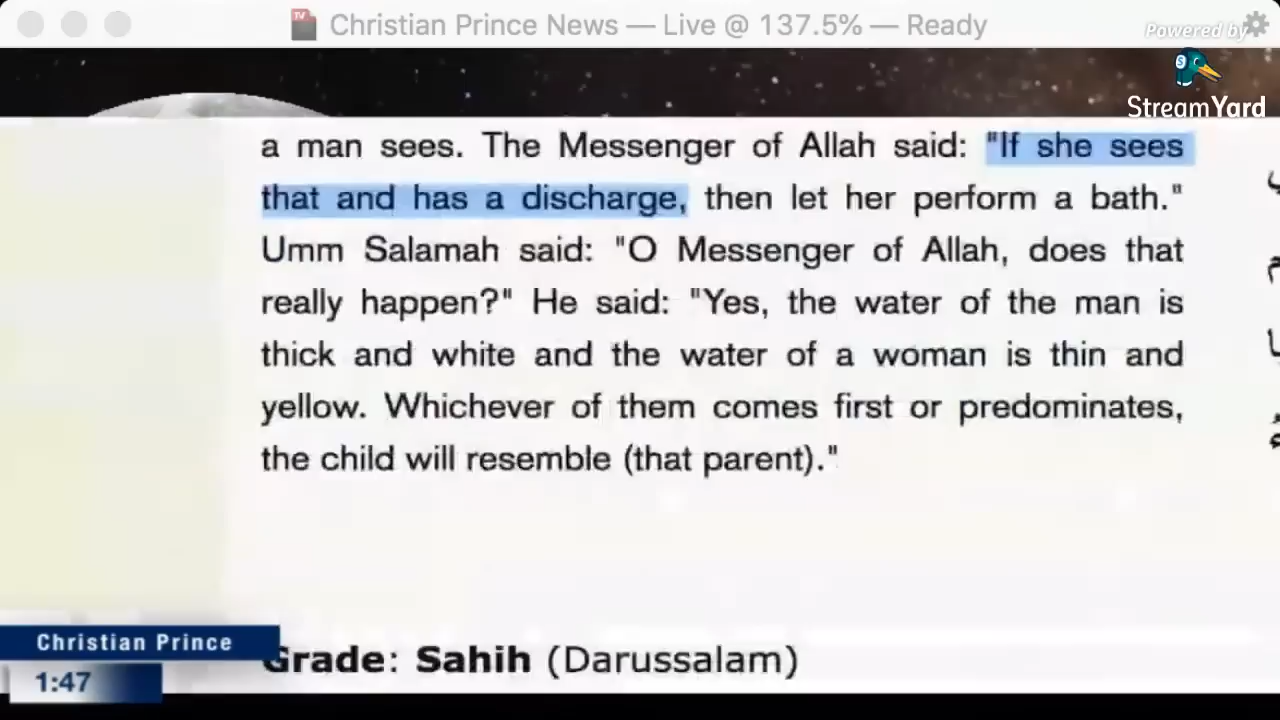 Christian Prince News — Live @ 137.5% — Ready
Powered by
StreamYard
a man sees. The Messenger of Allah said: "If she sees
that and has a discharge, then let her perform a bath."
Umm Salamah said: "O Messenger of Allah, does that
really happen?" He said: "Yes, the water of the man is
thick and white and the water of a woman is thin and
yellow. Whichever of them comes first or predominates,
the child will resemble (that parent)."
Christian Prince
Grade: Sahih (Darussalam)
1:47